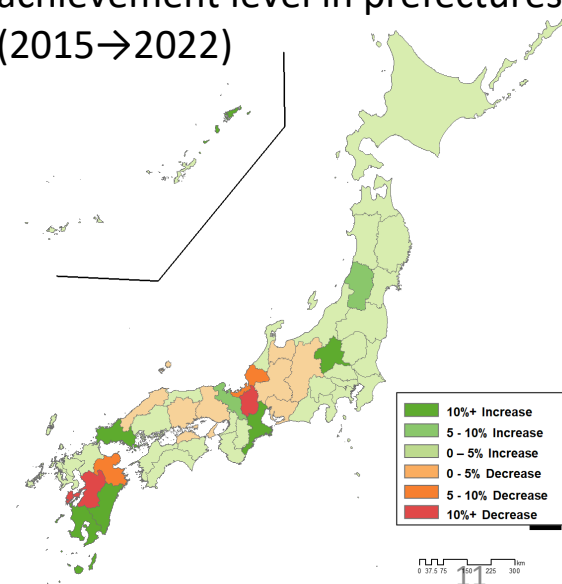 achievement level in prefectures
(2015→2022)
10%+ Increase
5 - 10% Increase
0 – 5% Increase
0 - 5% Decrease
5 - 10% Decrease
10%+ Decrease
0 37.5 75 150 225 300 km
11